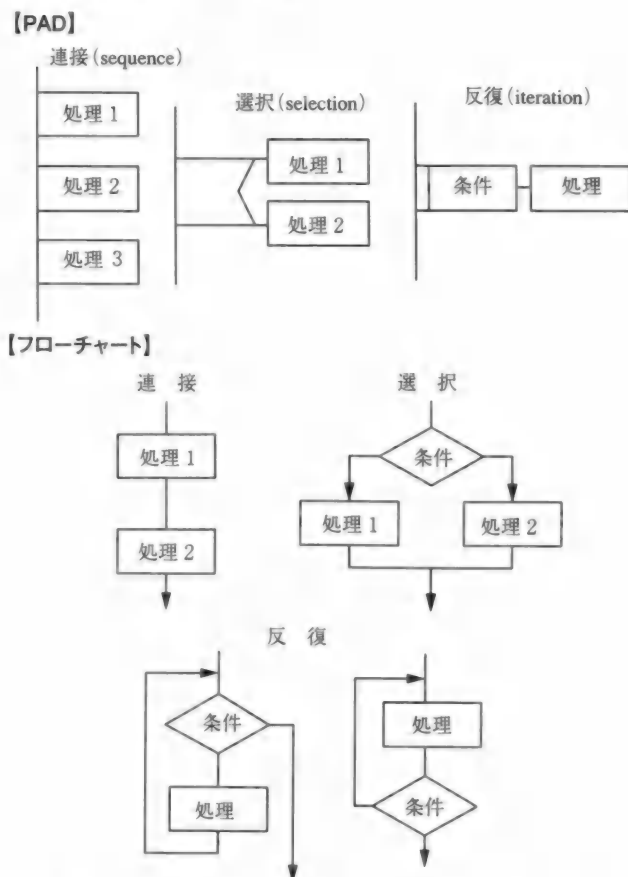 【PAD】
連接(sequence)
選択(selection)
反復(iteration)
処理1
処理2
処理3
処理1
処理2
条件
処理
【フローチャート】
連 接
選 択
処理1
処理2
条件
処理1
処理2
反 復
条件
処理
処理
条件